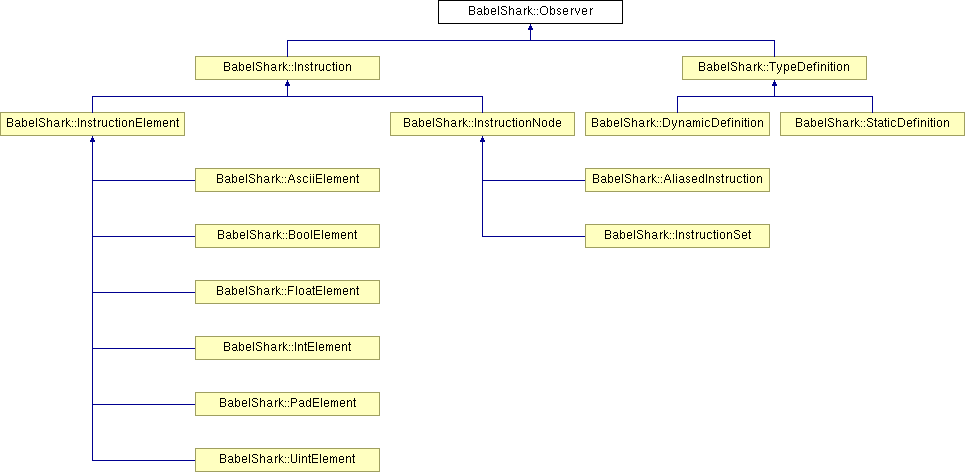 BabelShark::Observer
BabelShark::Instruction
BabelShark::TypeDefinition
BabelShark::InstructionElement
BabelShark::InstructionNode
BabelShark::DynamicDefinition
BabelShark::StaticDefinition
BabelShark::AsciiElement
BabelShark::AliasedInstruction
BabelShark::BoolElement
BabelShark::InstructionSet
BabelShark::FloatElement
BabelShark::IntElement
BabelShark::PadElement
BabelShark::UintElement